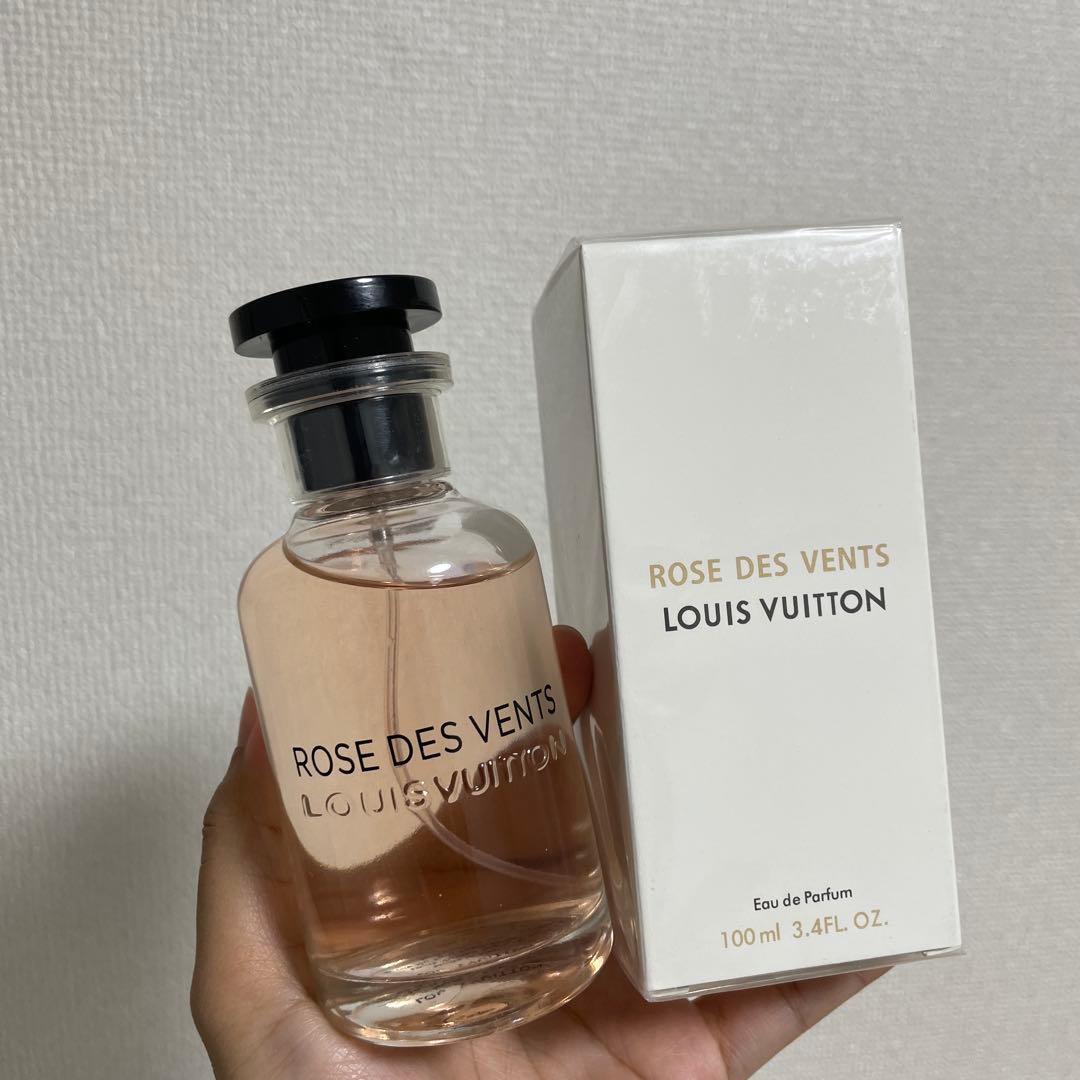 ROSE DES VENTS
LOUIS VUITTON
ROSE DES VENTS
LOUIS VUITTON
Eau de Parfum
100 ml 3.4FL. OZ.